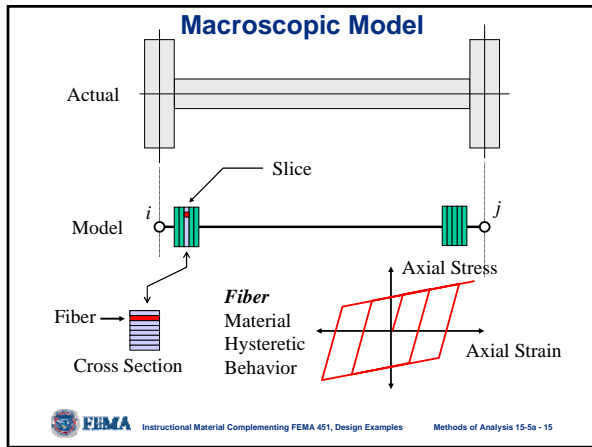 Macroscopic Model
Actual
Slice
i
j
Model
Axial Stress
Fiber
Fiber
Material
Hysteretic
Behavior
Axial Strain
Cross Section
FEMA
Instructional Material Complementing FEMA 451, Design Examples
Methods of Analysis 15-5a - 15